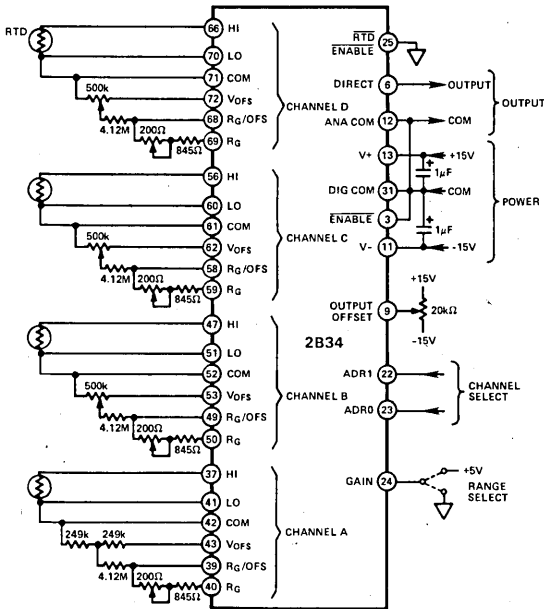 RTD
66 HI
70 LO
71 COM
500k
72 VOFS
68 RG/OFS
4.12M
200Ω
69 RG
845Ω
CHANNEL D
56 HI
60 LO
61 COM
500k
62 VOFS
58 RG/OFS
4.12M
200Ω
59 RG
845Ω
CHANNEL C
47 HI
51 LO
52 COM
500k
53 VOFS
49 RG/OFS
4.12M
200Ω
50 RG
845Ω
CHANNEL B
37 HI
41 LO
42 COM
249k 249k
43 VOFS
39 RG/OFS
4.12M
200Ω
40 RG
845Ω
CHANNEL A
2B34
RTD
ENABLE 25
DIRECT 6 OUTPUT
ANA COM 12 COM
OUTPUT
V+ 13 +15V
+
1µF
DIG COM 31 COM
ENABLE 3
+
1µF
V- 11 -15V
POWER
+15V
OUTPUT
OFFSET 9
20kΩ
-15V
ADR1 22
ADR0 23
CHANNEL
SELECT
GAIN 24
+5V
RANGE
SELECT